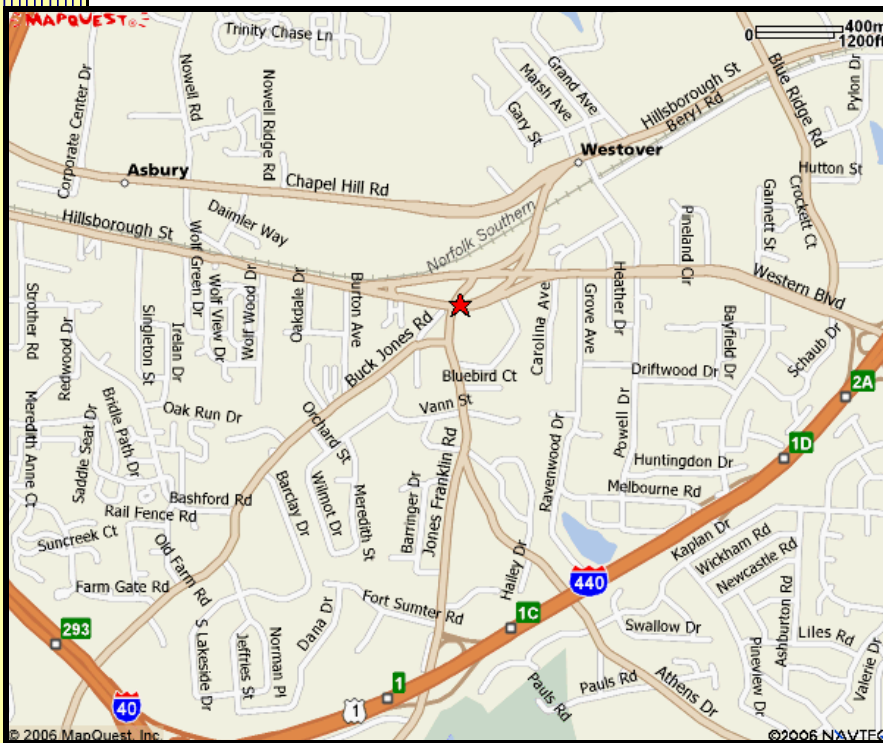 MAPQUEST
Trinity Chase Ln
0
400m
1200ft
Corporate Center Dr
Nowell Rd
Nowell Ridge Rd
Grand Ave
Marsh Ave
Gary St
Hillsborough St
Beryl Rd
Blue Ridge Rd
Pylon Dr
Westover
Hutton St
Asbury
Chapel Hill Rd
Gannett St
Crockett Ct
Hillsborough St
Daimler Way
Norfolk Southern
Pineland Cir
Western Blvd
Strother Rd
Redwood Dr
Singleton St
Irelan Dr
Wolf Green Dr
Wolf View Dr
Wolf Wood Dr
Oakdale Dr
Burton Ave
Buck Jones Rd
Carolina Ave
Grove Ave
Heather Dr
Bayfield Dr
Schaub Dr
Bluebird Ct
Driftwood Dr
2A
Meredith Anne Ct
Saddle Seat Dr
Bridle Path Dr
Oak Run Dr
Orchard St
Vann St
Powell Dr
1D
Huntingdon Dr
Melbourne Rd
Ravenwood Dr
Bashford Rd
Rail Fence Rd
Barclay Dr
Wilmot Dr
Meredith St
Barringer Dr
Jones Franklin Rd
Suncreek Ct
Old Farm Rd
Kaplan Dr
Wickham Rd
Newcastle Rd
Farm Gate Rd
Hailey Dr
440
Fort Sumter Rd
Dana Dr
293
1C
Swallow Dr
Ashburton Rd
Liles Rd
S Lakeside Dr
Jeffries St
Norman Pl
Pineview Dr
Valerie Dr
Pauls Rd
Pauls Rd
Athens Dr
1
1
40
© 2006 MapQuest, Inc.
©2006 NAVTEQ